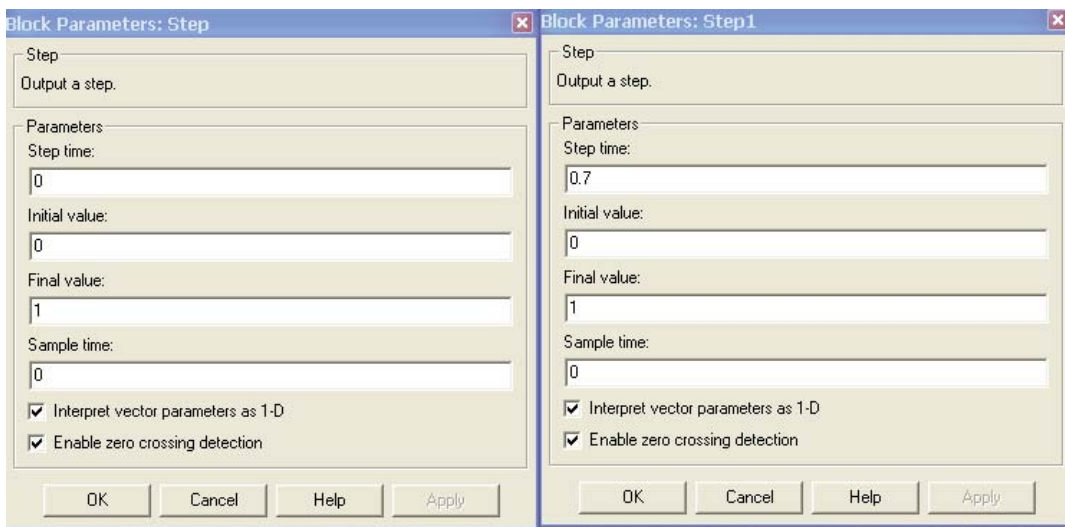 Block Parameters: Step
Step
Output a step.
Parameters
Step time:
0
Initial value:
0
Final value:
1
Sample time:
0
Interpret vector parameters as 1-D
Enable zero crossing detection
OK
Cancel
Help
Apply
Block Parameters: Step1
Step
Output a step.
Parameters
Step time:
0.7
Initial value:
0
Final value:
1
Sample time:
0
Interpret vector parameters as 1-D
Enable zero crossing detection
OK
Cancel
Help
Apply